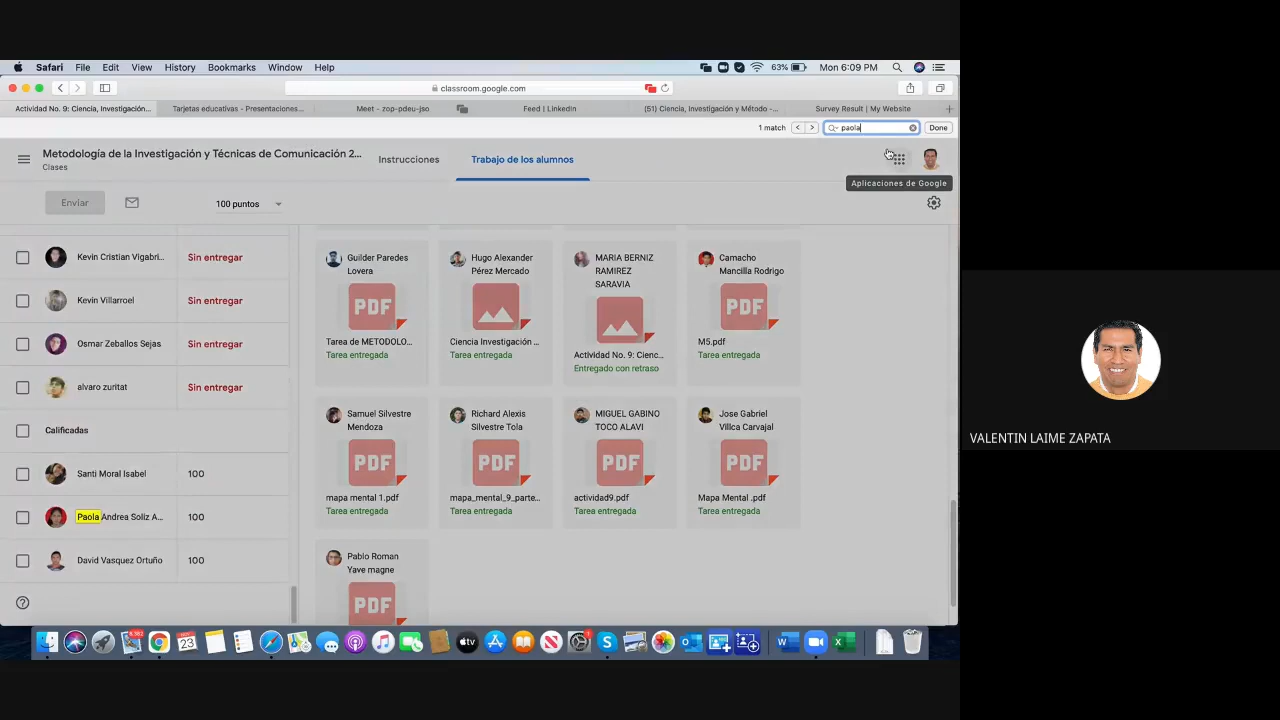 Safari File Edit View History Bookmarks Window Help
63% Mon 6:09 PM
classroom.google.com
Actividad No. 9: Ciencia, Investigación... Tarjetas educativas - Presentaciones... Meet - zop-pdeu-jso Feed | LinkedIn (51) Ciencia, Investigación y Método -... Survey Result | My Website
1 match paola Done
Metodología de la Investigación y Técnicas de Comunicación 2...
Clases
Instrucciones
Trabajo de los alumnos
Aplicaciones de Google
Enviar
100 puntos
Kevin Cristian Vigabri... Sin entregar
Kevin Villarroel Sin entregar
Osmar Zeballos Sejas Sin entregar
alvaro zuritat Sin entregar
Calificadas
Santi Moral Isabel 100
Paola Andrea Soliz A... 100
David Vasquez Ortuño 100
Guilder Paredes
Lovera
PDF
Tarea de METODOLO...
Tarea entregada
Hugo Alexander
Pérez Mercado
Ciencia Investigación ...
Tarea entregada
MARIA BERNIZ
RAMIREZ
SARAVIA
Actividad No. 9: Cienc...
Entregado con retraso
Camacho
Mancilla Rodrigo
PDF
M5.pdf
Tarea entregada
Samuel Silvestre
Mendoza
PDF
mapa mental 1.pdf
Tarea entregada
Richard Alexis
Silvestre Tola
PDF
mapa_mental_9_parte...
Tarea entregada
MIGUEL GABINO
TOCO ALAVI
PDF
actividad9.pdf
Tarea entregada
Jose Gabriel
Villca Carvajal
PDF
Mapa Mental .pdf
Tarea entregada
Pablo Roman
Yave magne
PDF
VALENTIN LAIME ZAPATA